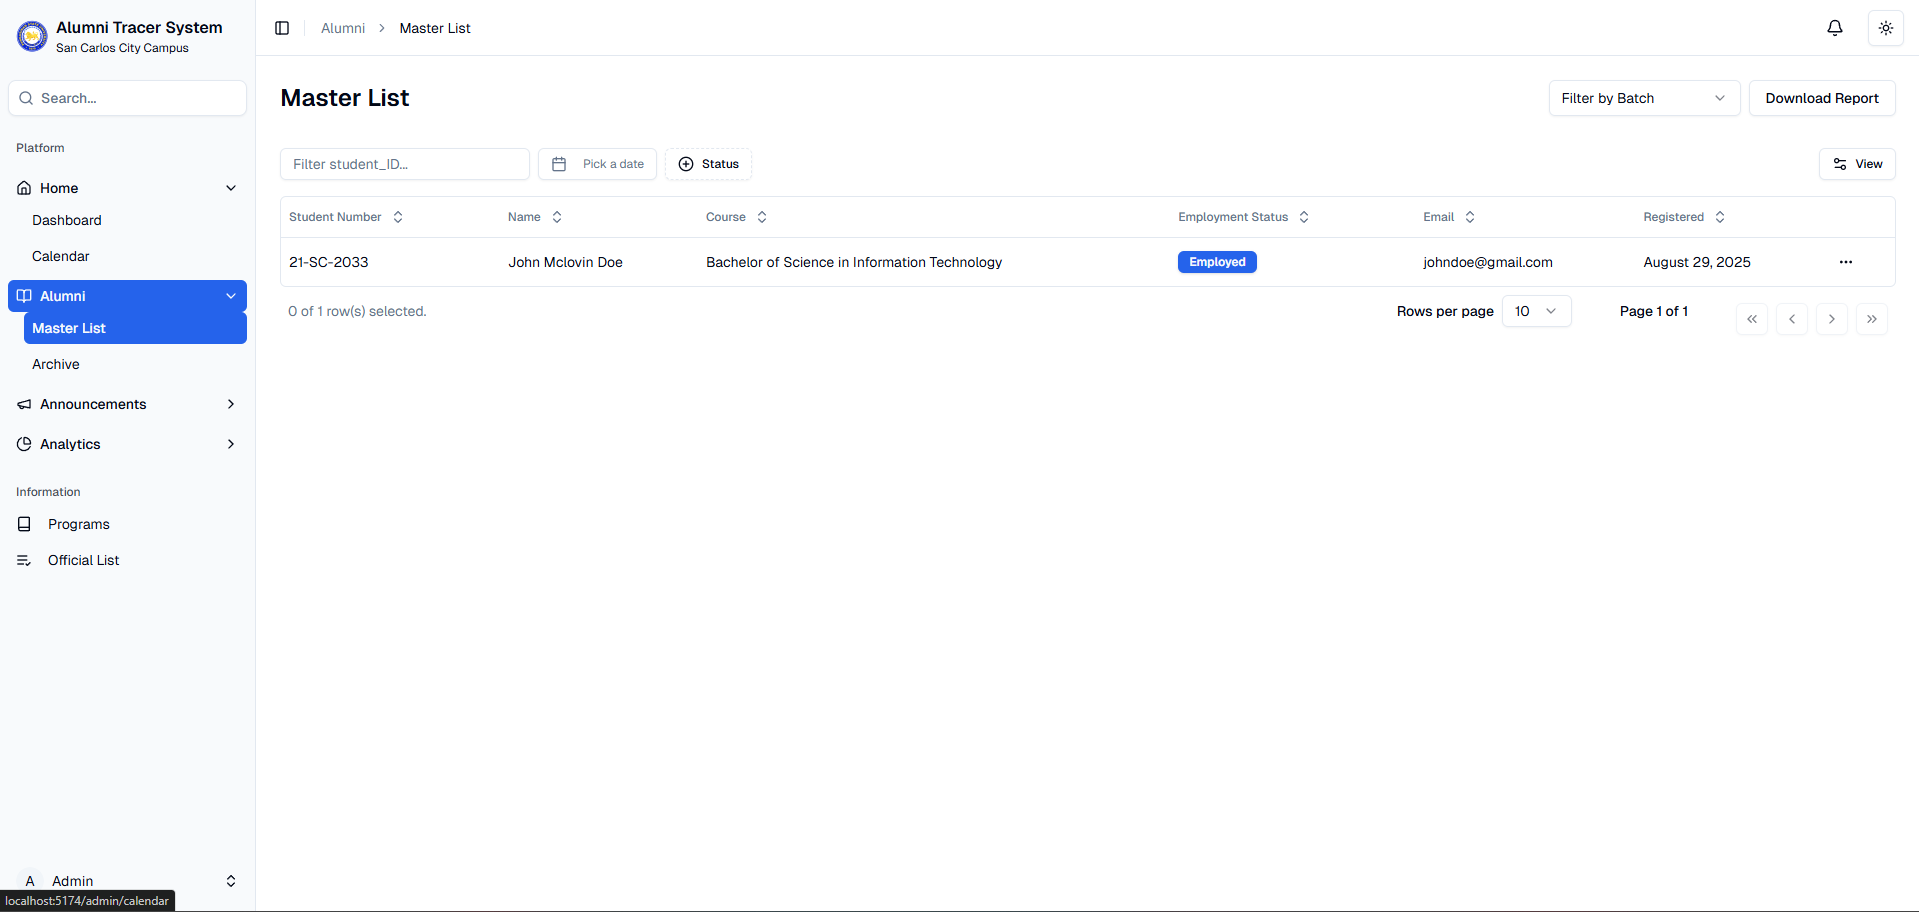 Alumni Tracer System
San Carlos City Campus
Search...
Platform
Home
Dashboard
Calendar
Alumni
Master List
Archive
Announcements
Analytics
Information
Programs
Official List
A Admin
localhost:5174/admin/calendar
Alumni > Master List
Master List
Filter by Batch
Download Report
Filter student_ID...
Pick a date
Status
View
Student Number Name Course Employment Status Email Registered
21-SC-2033 John Mclovin Doe Bachelor of Science in Information Technology Employed johndoe@gmail.com August 29, 2025
0 of 1 row(s) selected.
Rows per page 10 Page 1 of 1